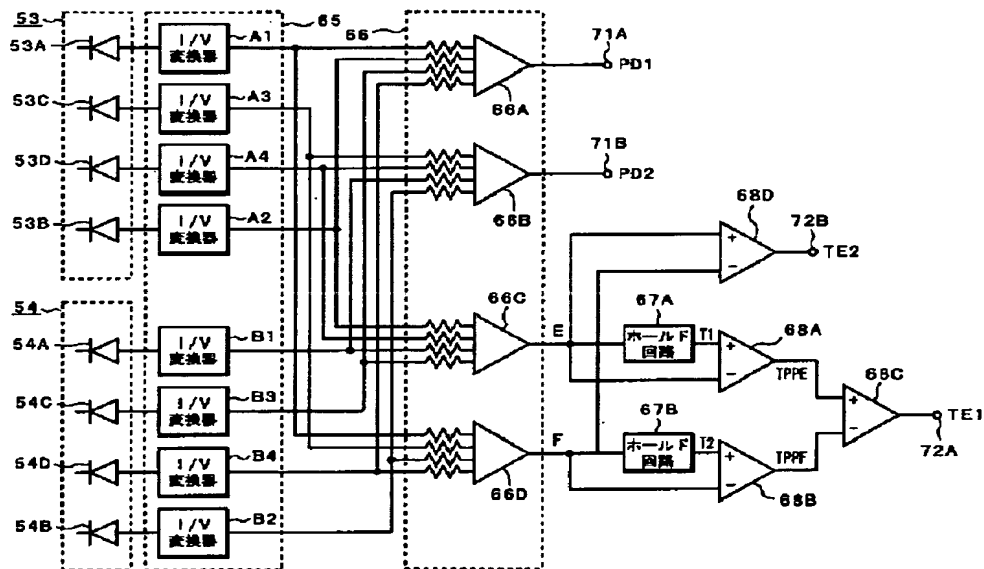 53
65
66
53A
I/V
変換器
A1
71A
PD1
66A
53C
I/V
変換器
A3
53D
I/V
変換器
A4
71B
PD2
66B
53B
I/V
変換器
A2
68D
72B
TE2
54
54A
I/V
変換器
B1
66C
E
67A
ホールド
回路
T1
68A
TPPE
68C
54C
I/V
変換器
B3
TE1
72A
54D
I/V
変換器
B4
66D
F
67B
ホールド
回路
T2
TPPF
68B
54B
I/V
変換器
B2
+
−
+
−
+
−
+
−